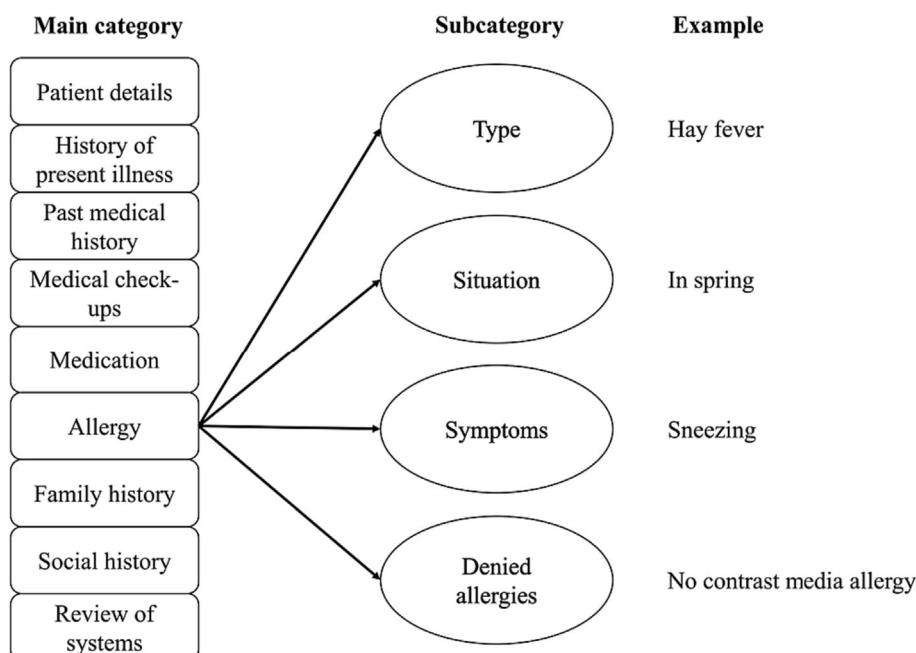 Main category
Subcategory
Example
Patient details
History of
present illness
Past medical
history
Medical check-
ups
Medication
Allergy
Family history
Social history
Review of
systems
Type
Hay fever
Situation
In spring
Symptoms
Sneezing
Denied
allergies
No contrast media allergy